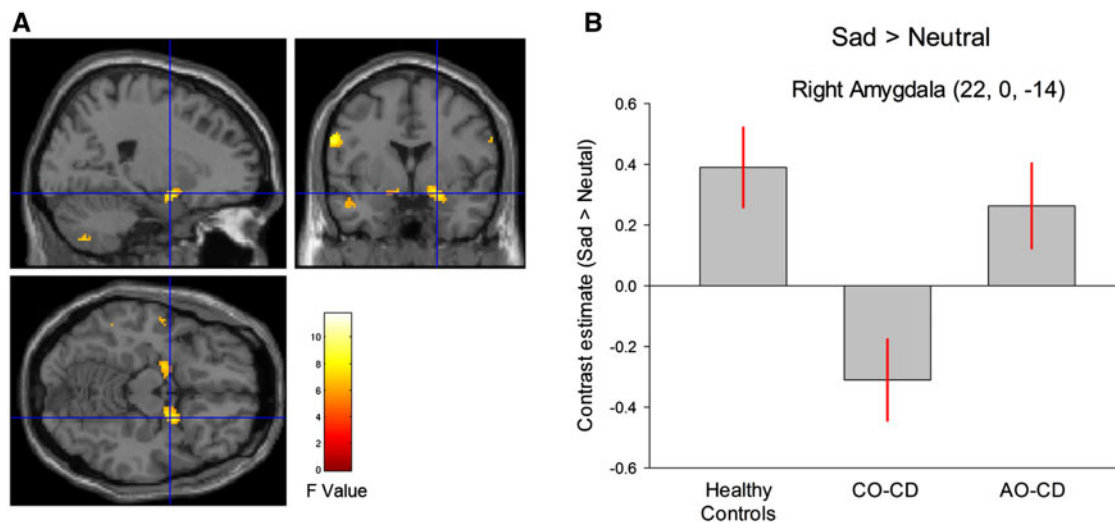 A
10
8
6
4
2
0
F Value
B
Sad > Neutral
Right Amygdala (22, 0, -14)
Contrast estimate (Sad > Neutal)
0.6
0.4
0.2
0.0
-0.2
-0.4
-0.6
Healthy
Controls
CO-CD
AO-CD